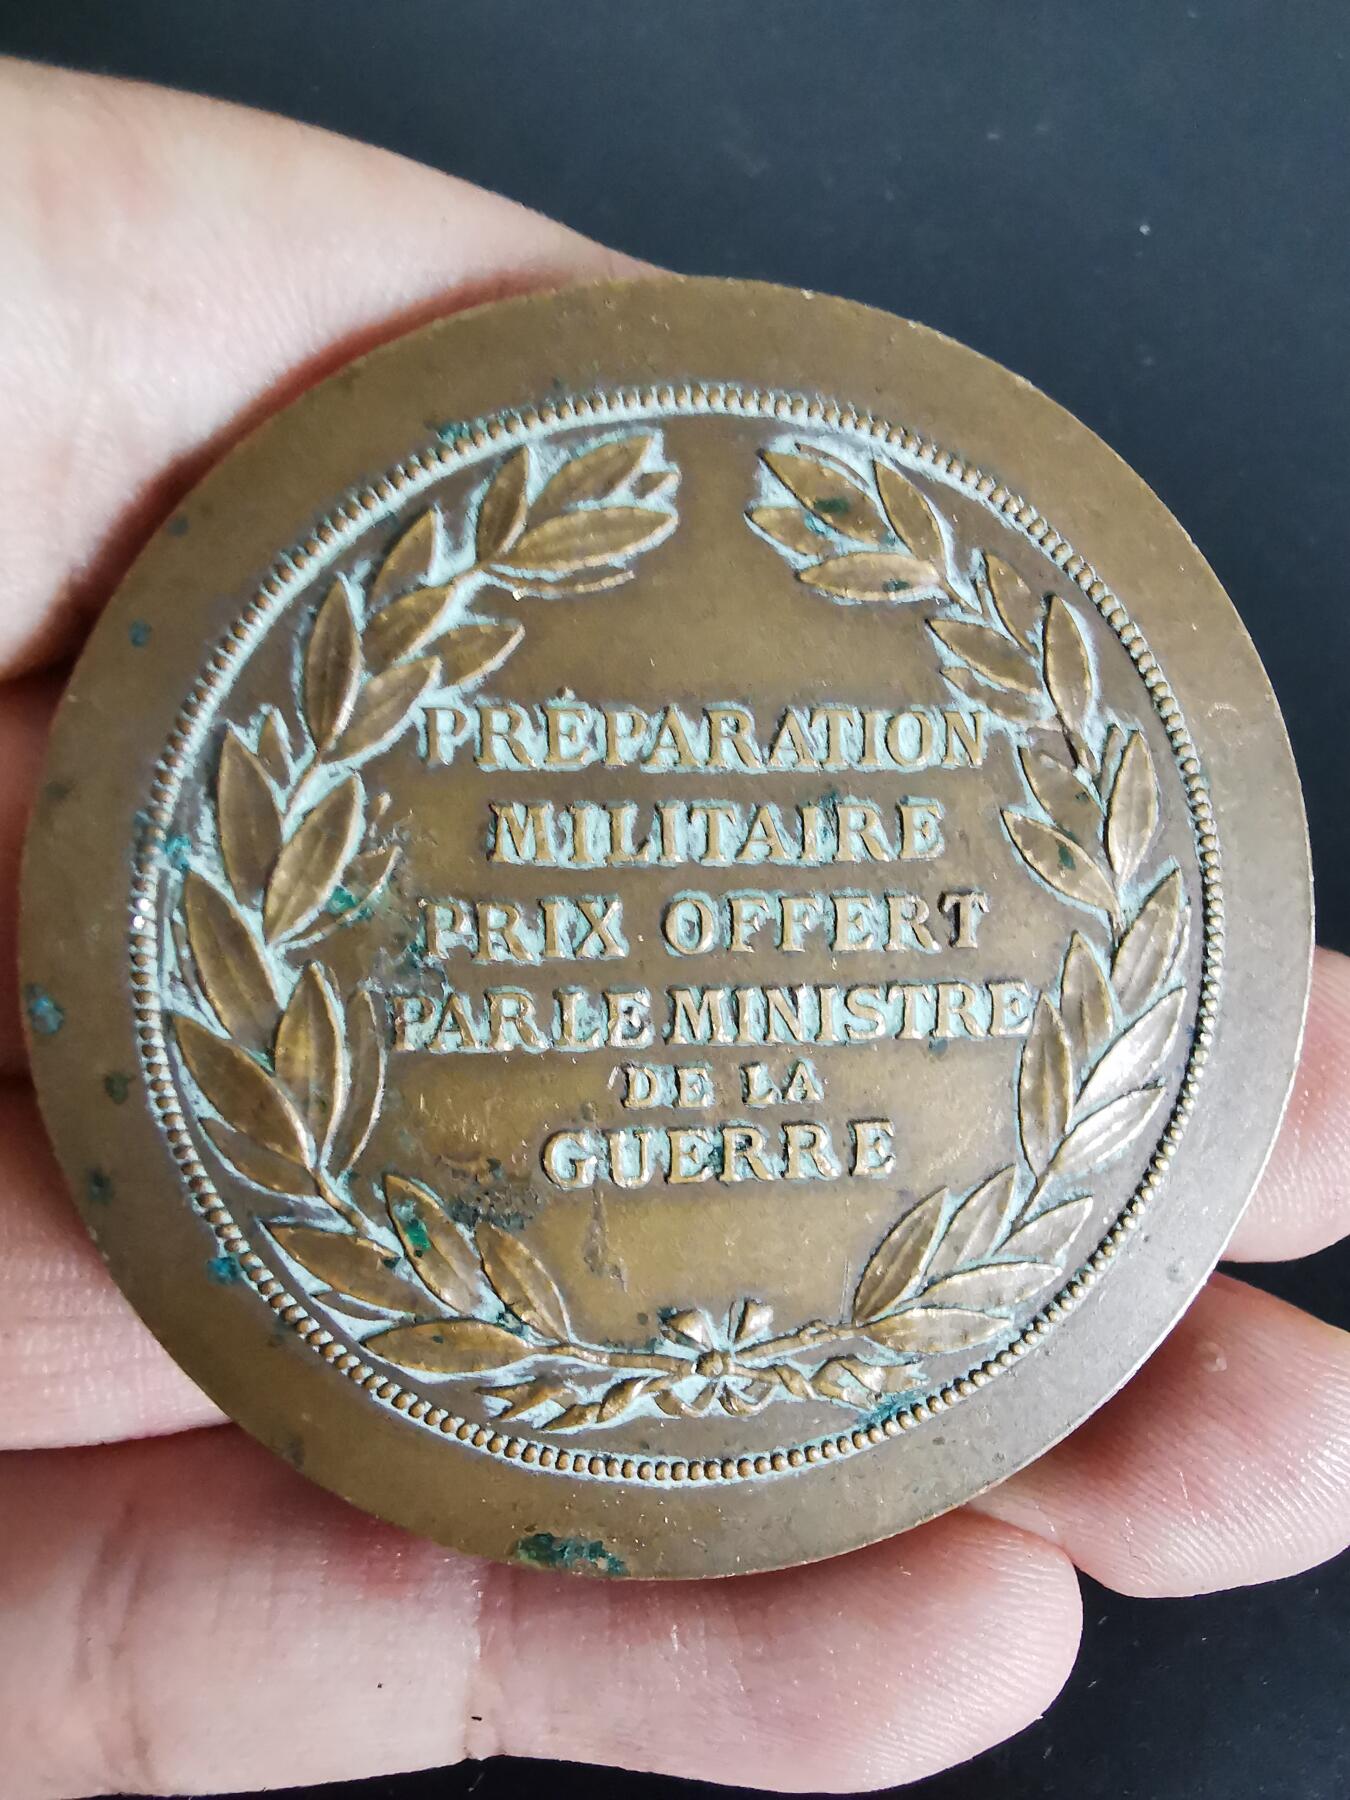 PRÉPARATION
MILITAIRE
PRIX OFFERT
PAR LE MINISTRE
DE LA
GUERRE